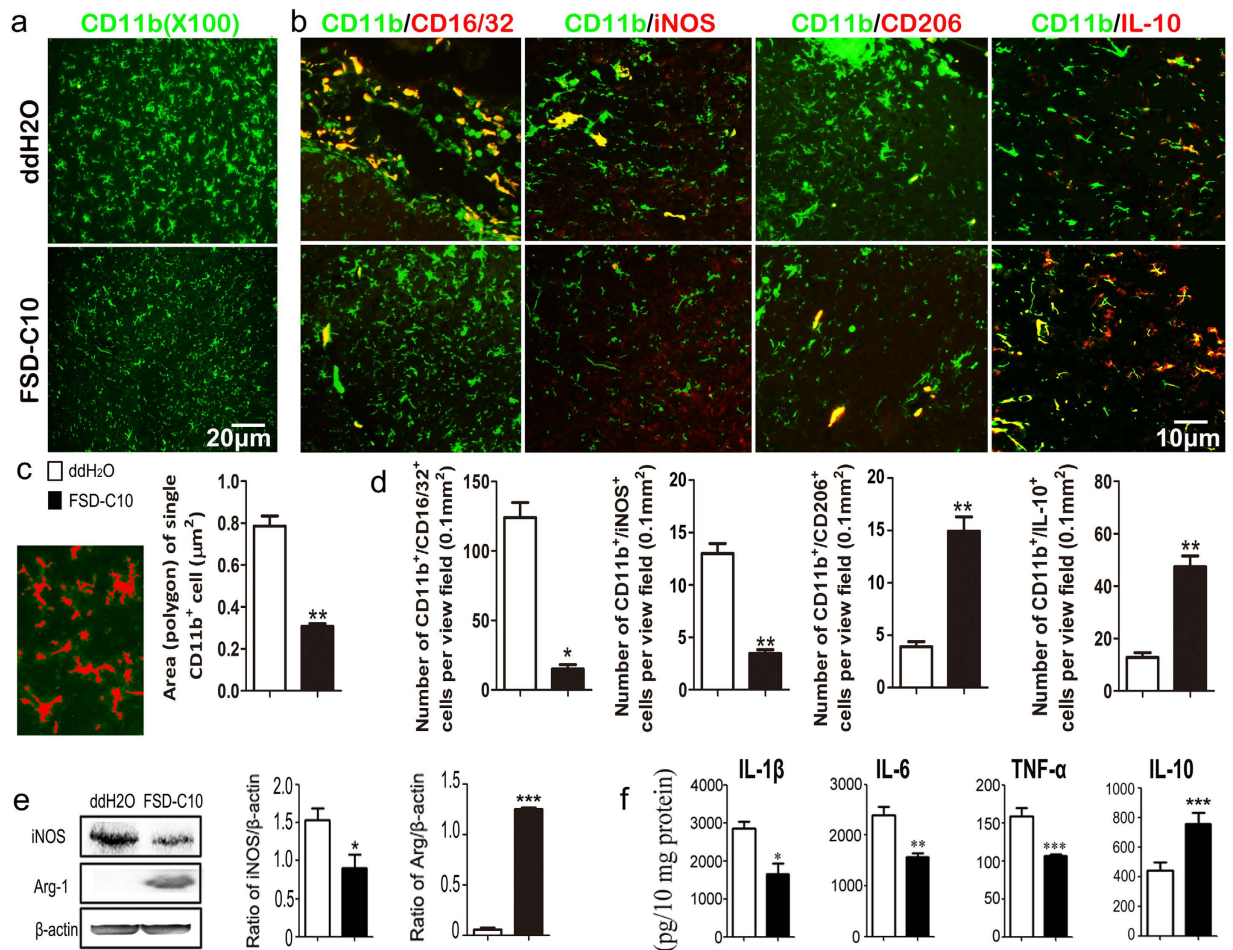 a
CD11b(X100)
b
CD11b/CD16/32
CD11b/iNOS
CD11b/CD206
CD11b/IL-10
ddH2O
FSD-C10
20μm
10μm
c
ddH2O
FSD-C10
Area (polygon) of single
CD11b+ cell (μm2)
1.0
0.8
0.6
0.4
0.2
0.0
**
d
Number of CD11b+/CD16/32+
cells per view field (0.1mm2)
150
100
50
0
*
Number of CD11b+/iNOS+
cells per view field (0.1mm2)
20
15
10
5
0
**
Number of CD11b+/CD206+
cells per view field (0.1mm2)
20
15
10
5
0
**
Number of CD11b+/IL-10+
cells per view field (0.1mm2)
80
60
40
20
0
**
e
ddH2O FSD-C10
iNOS
Arg-1
β-actin
Ratio of iNOS/β-actin
2.0
1.5
1.0
0.5
0.0
*
Ratio of Arg/β-actin
1.5
1.3
1.0
0.2
0.0
***
f
(pg/10 mg protein)
IL-1β
4000
3000
2000
1000
0
*
IL-6
3000
2000
1000
0
**
TNF-α
200
150
100
50
0
***
IL-10
1000
800
600
400
200
0
***